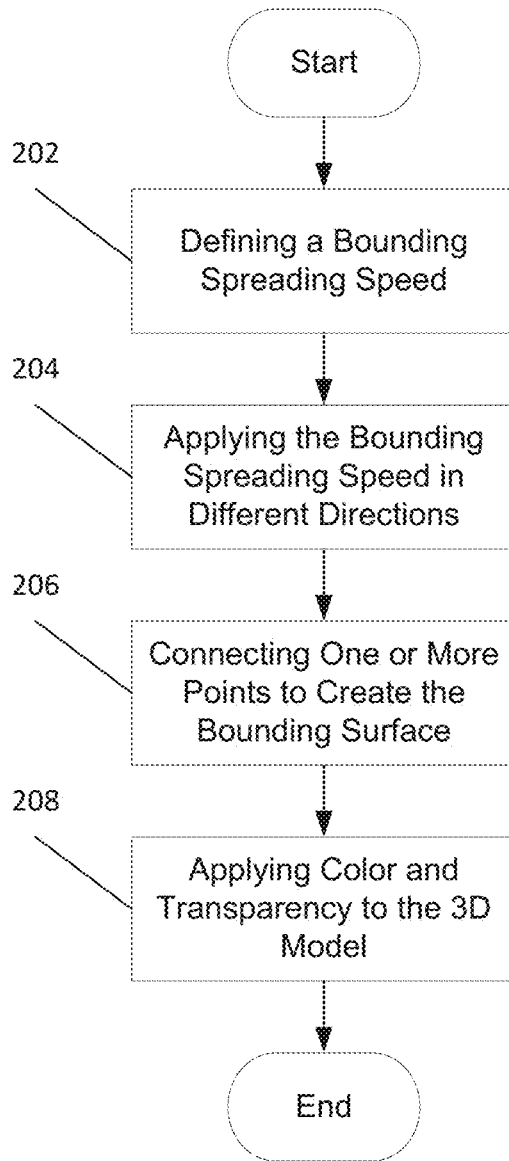 Start
202
Defining a Bounding
Spreading Speed
204
Applying the Bounding
Spreading Speed in
Different Directions
206
Connecting One or More
Points to Create the
Bounding Surface
208
Applying Color and
Transparency to the 3D
Model
End